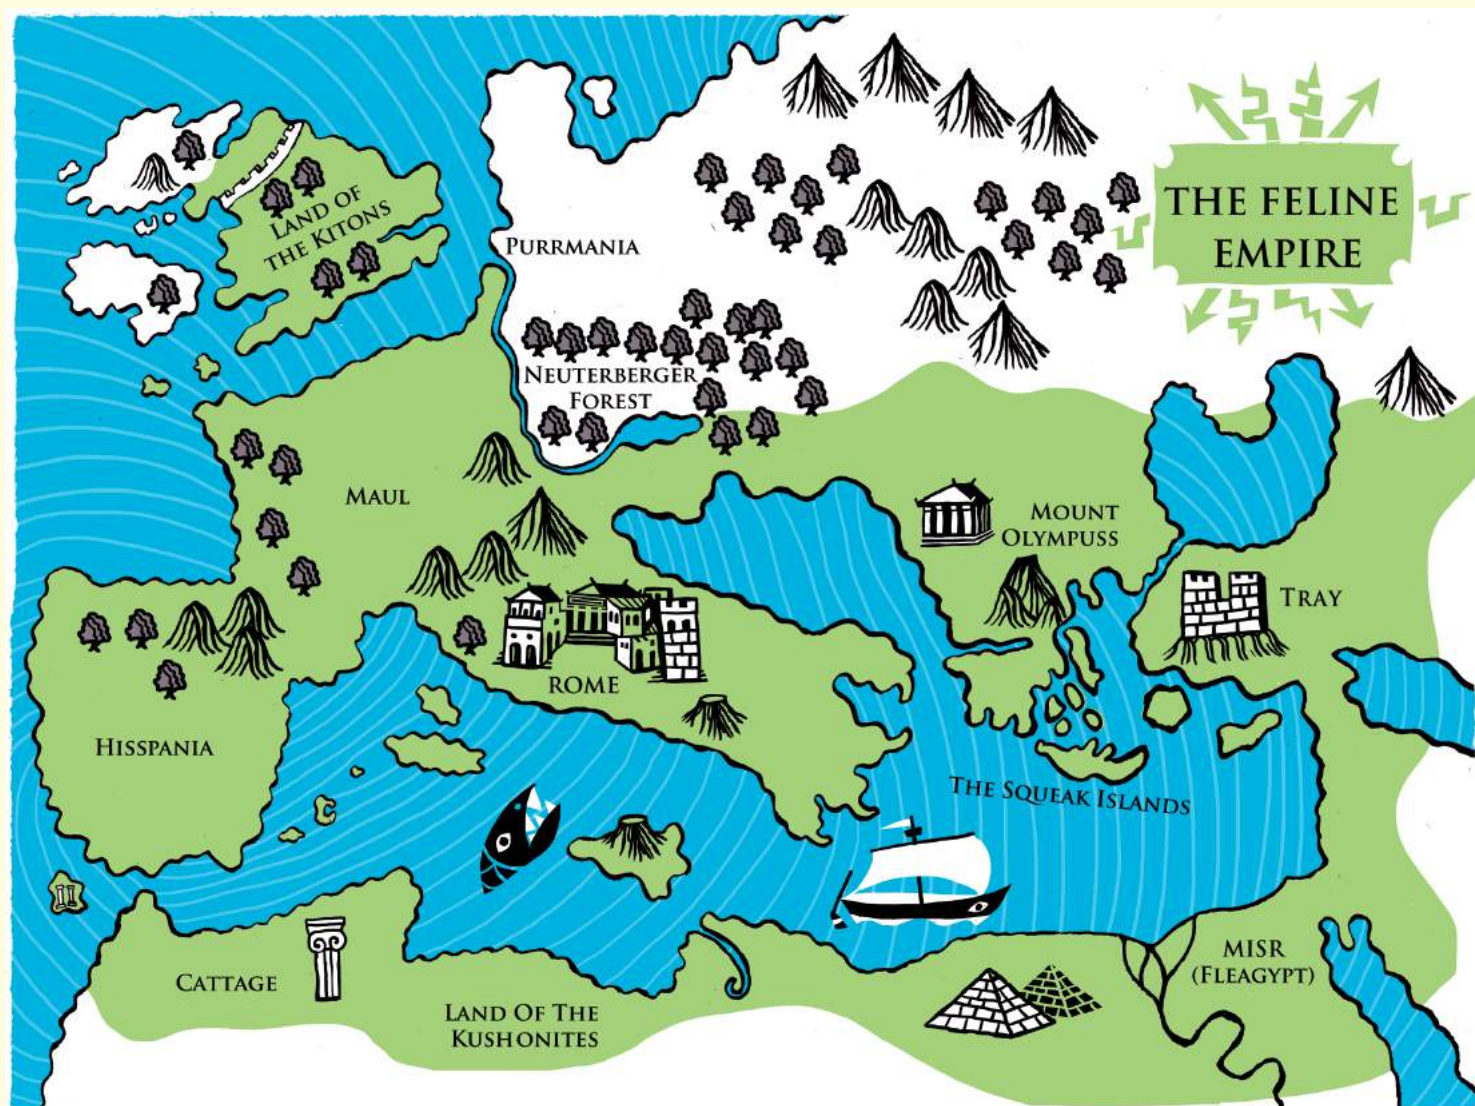 THE FELINE
EMPIRE
LAND OF
THE KITONS
PURRMANIA
NEUTERBERGER
FOREST
MAUL
MOUNT
OLYMPUSS
TRAY
ROME
HISSPANIA
THE SQUEAK ISLANDS
CATTAGE
LAND OF THE
KUSHONITES
MISR
(FLEAGYPT)